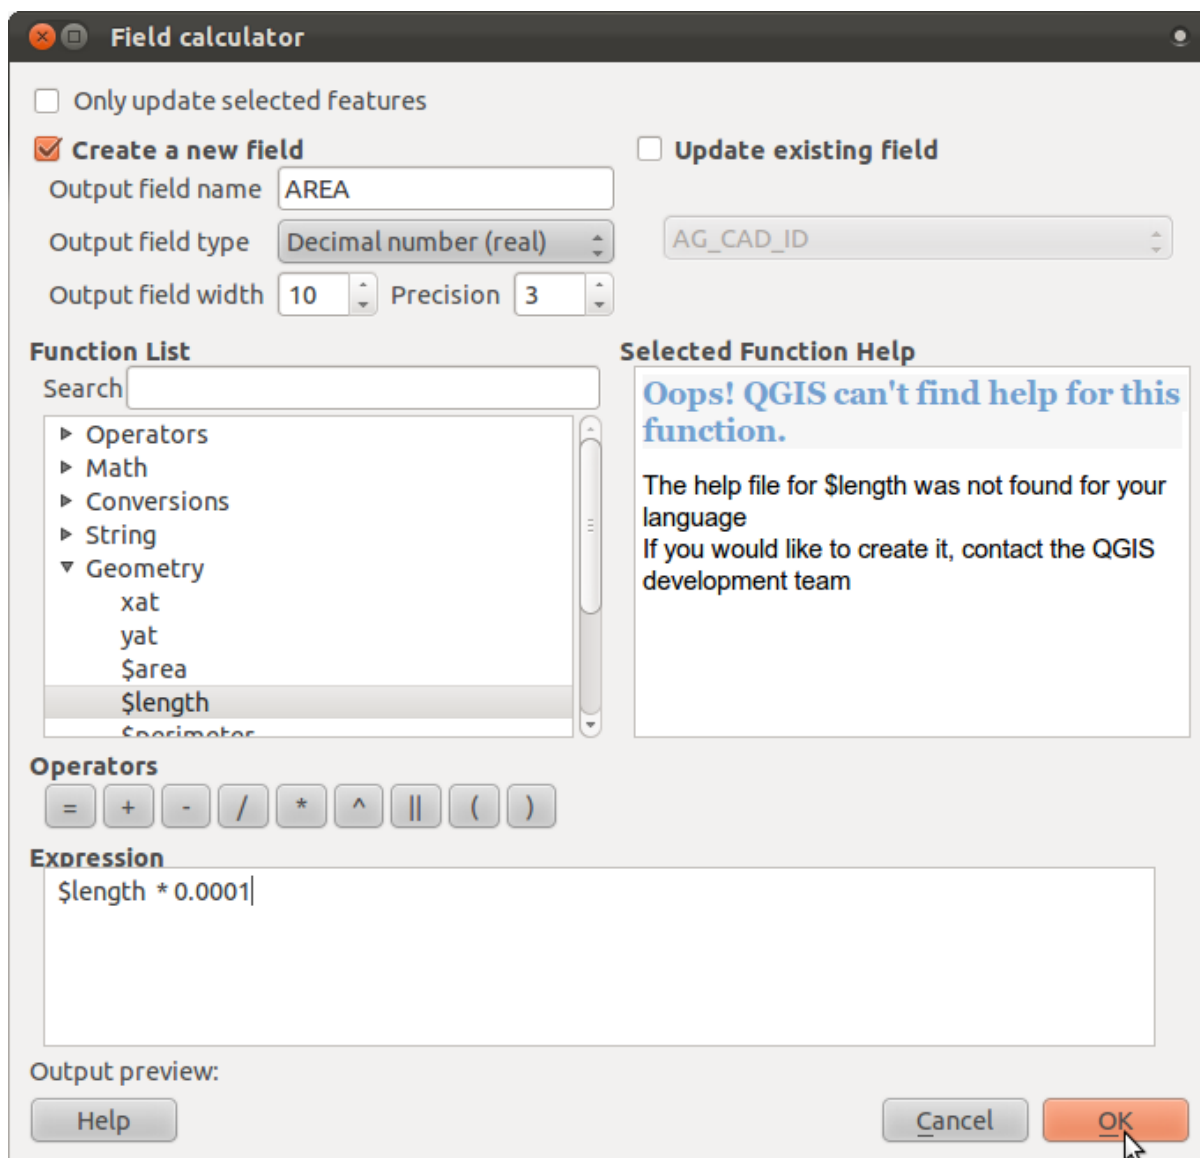 Field calculator
Only update selected features
Create a new field
Update existing field
Output field name AREA
Output field type Decimal number (real)
AG_CAD_ID
Output field width 10 Precision 3
Function List
Selected Function Help
Search
Operators
Math
Conversions
String
Geometry
xat
yat
$area
$length
$perimeter
Oops! QGIS can't find help for this
function.
The help file for $length was not found for your
language
If you would like to create it, contact the QGIS
development team
Operators
= + - / * ^ || ( )
Expression
$length * 0.0001
Output preview:
Help
Cancel
OK